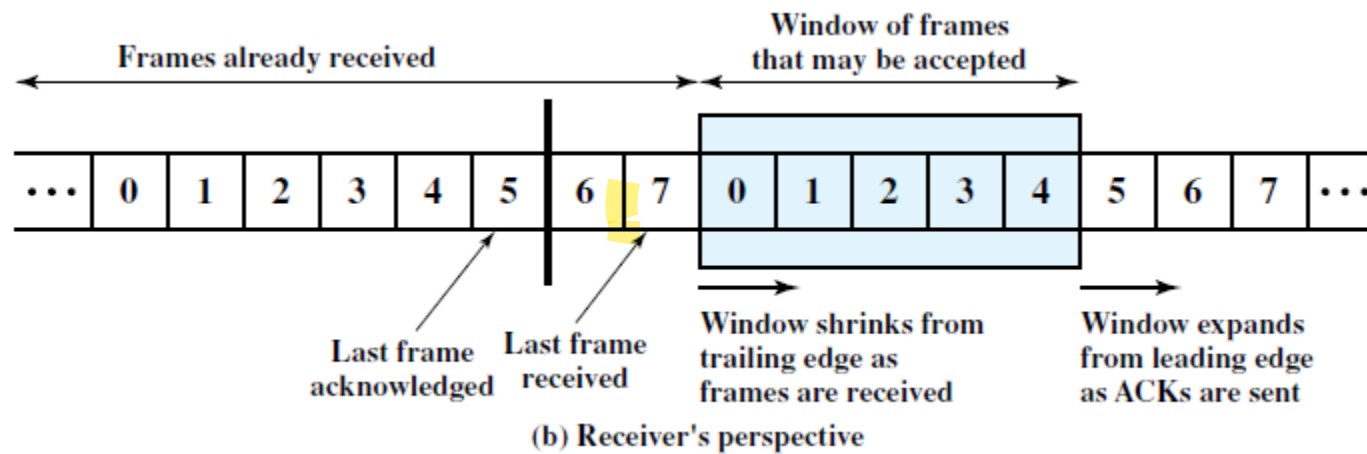 Frames already received
Window of frames
that may be accepted
··· 0 1 2 3 4 5 6 7 0 1 2 3 4 5 6 7 ···
Last frame
acknowledged
Last frame
received
Window shrinks from
trailing edge as
frames are received
Window expands
from leading edge
as ACKs are sent
(b) Receiver's perspective